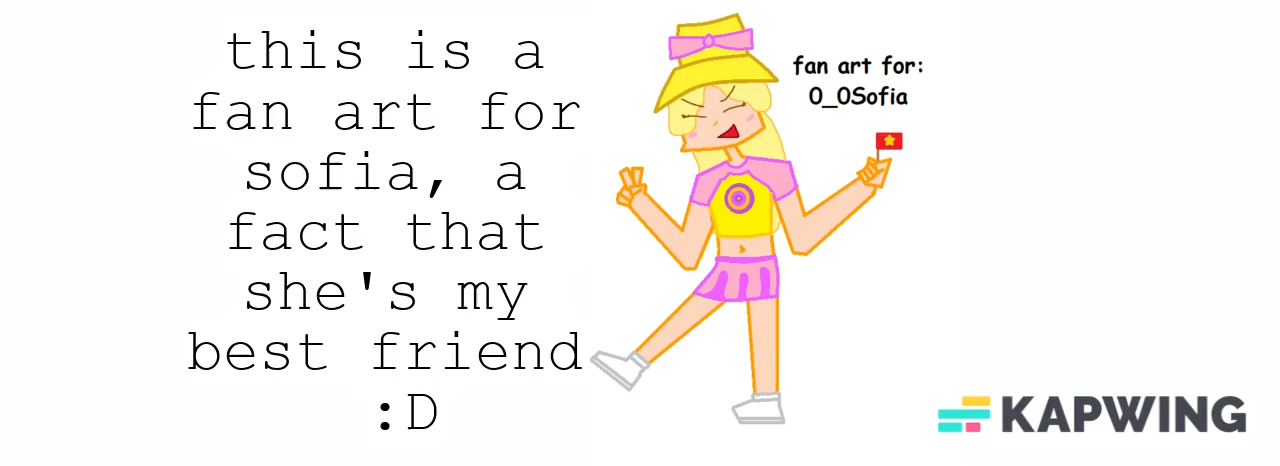 this is a
fan art for
sofia, a
fact that
she's my
best friend
:D
fan art for:
0_0Sofia
KAPWING